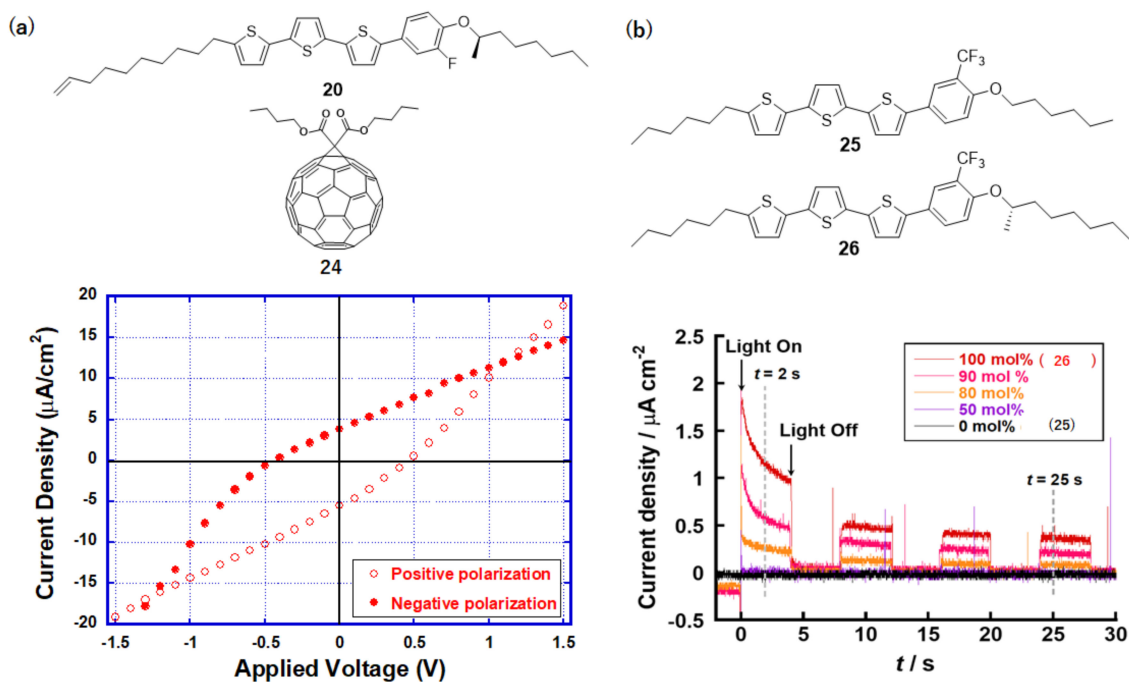 (a)
S
S
S
O
F
20
O
O
O
O
24
20
15
10
5
0
-5
-10
-15
-20
Current Density (μA/cm²)
Positive polarization
Negative polarization
-1.5
-1
-0.5
0
0.5
1
1.5
Applied Voltage (V)
(b)
CF₃
S
S
S
O
25
CF₃
S
S
S
O
26
2.5
2
1.5
1
0.5
0
-0.5
Current density / μA cm⁻²
Light On
t = 2 s
Light Off
100 mol% ( 26 )
90 mol %
80 mol%
50 mol%
0 mol% (25)
t = 25 s
0
5
10
15
20
25
30
t / s